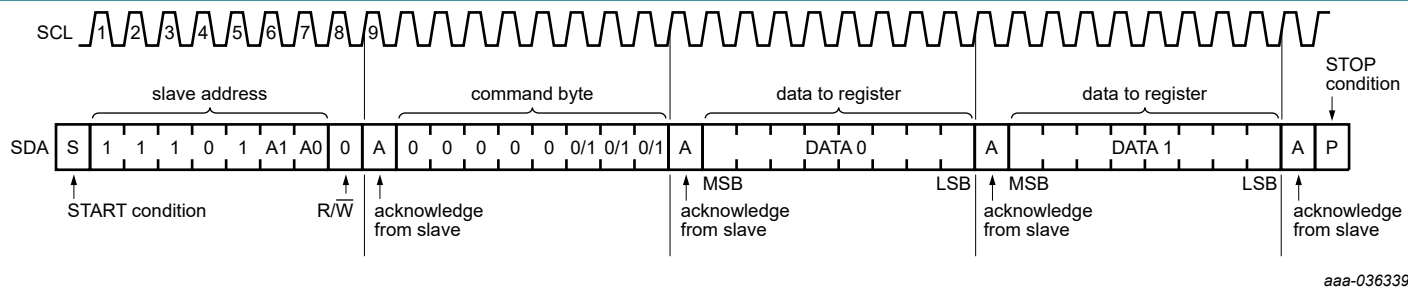 SCL 1 2 3 4 5 6 7 8 9
STOP
condition
slave address command byte data to register data to register
SDA S 1 1 1 0 1 A1 A0 0 A 0 0 0 0 0 0/1 0/1 0/1 A DATA 0 A DATA 1 A P
MSB LSB MSB LSB
START condition R/W̅ acknowledge acknowledge acknowledge acknowledge
from slave from slave from slave from slave
aaa-036339